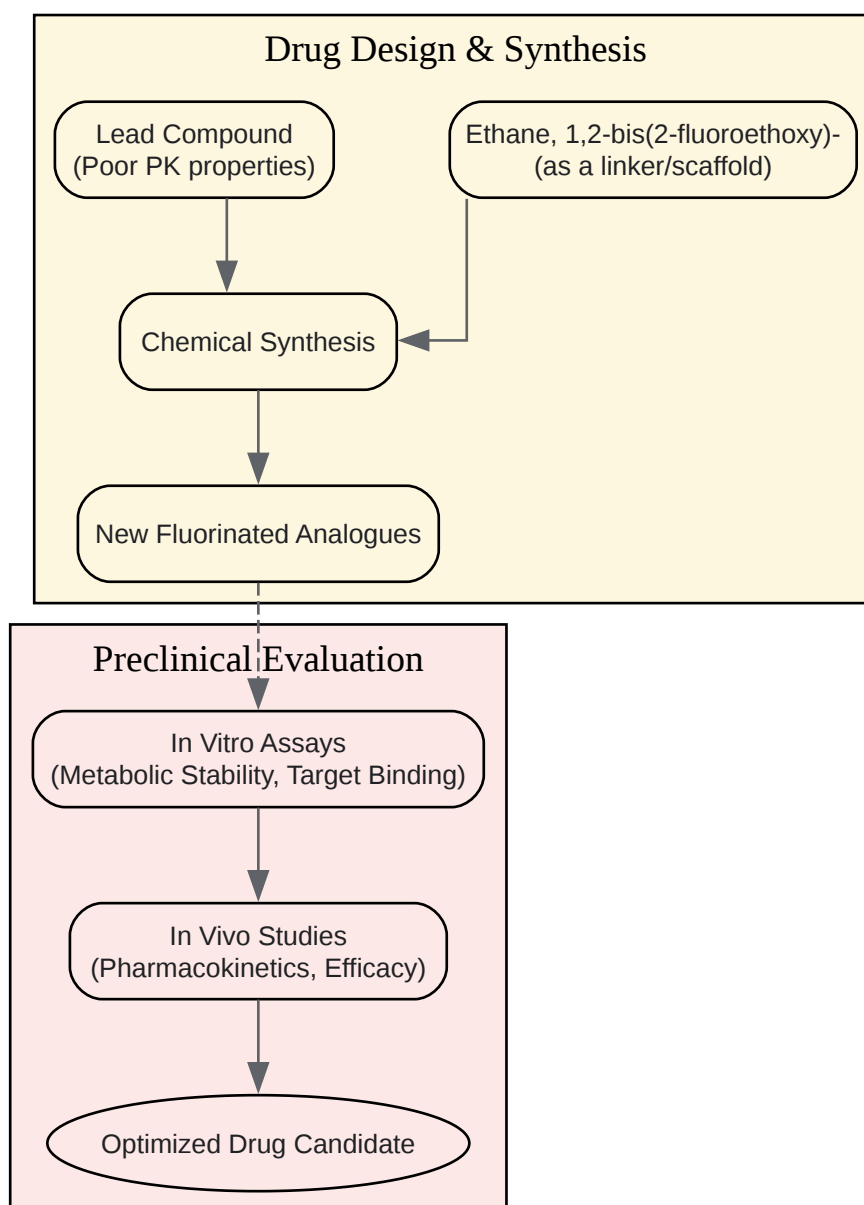 Drug Design & Synthesis
Lead Compound
(Poor PK properties)
Ethane, 1,2-bis(2-fluoroethoxy)-
(as a linker/scaffold)
Chemical Synthesis
New Fluorinated Analogues
Preclinical Evaluation
In Vitro Assays
(Metabolic Stability, Target Binding)
In Vivo Studies
(Pharmacokinetics, Efficacy)
Optimized Drug Candidate